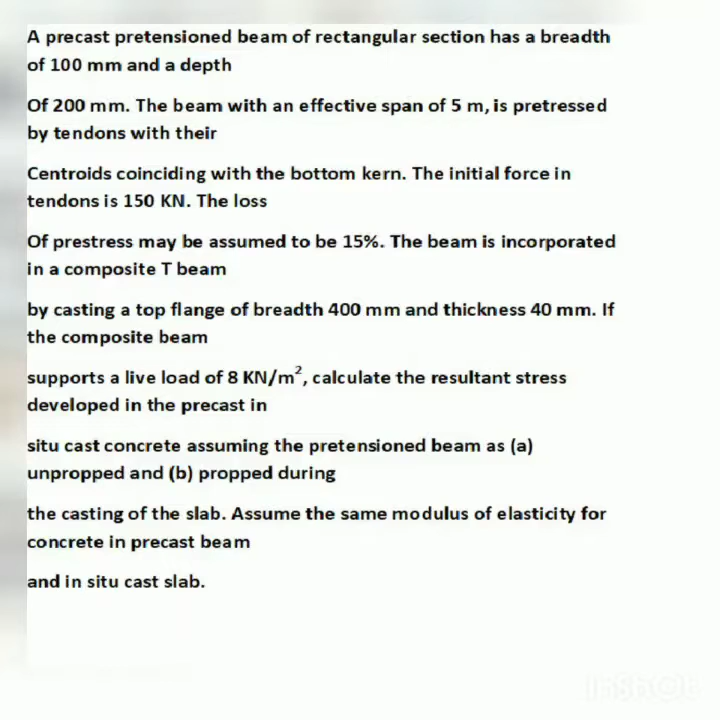 A precast pretensioned beam of rectangular section has a breadth
of 100 mm and a depth
Of 200 mm. The beam with an effective span of 5 m, is pretressed
by tendons with their
Centroids coinciding with the bottom kern. The initial force in
tendons is 150 KN. The loss
Of prestress may be assumed to be 15%. The beam is incorporated
in a composite T beam
by casting a top flange of breadth 400 mm and thickness 40 mm. If
the composite beam
supports a live load of 8 KN/m², calculate the resultant stress
developed in the precast in
situ cast concrete assuming the pretensioned beam as (a)
unpropped and (b) propped during
the casting of the slab. Assume the same modulus of elasticity for
concrete in precast beam
and in situ cast slab.